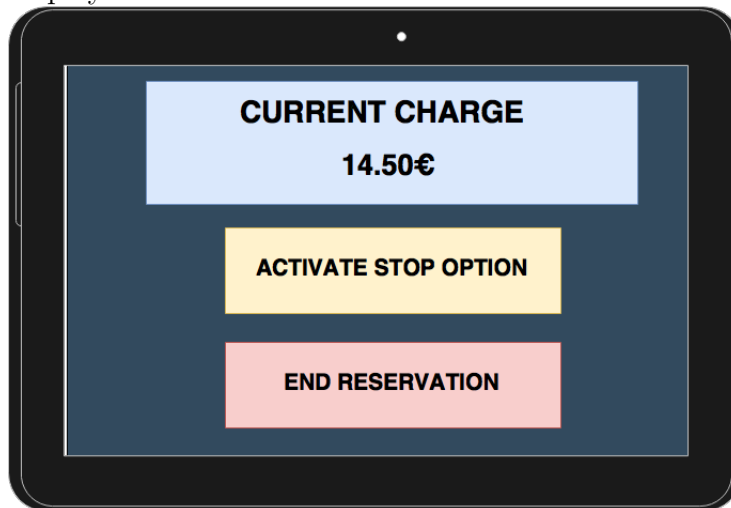 CURRENT CHARGE
14.50€
ACTIVATE STOP OPTION
END RESERVATION